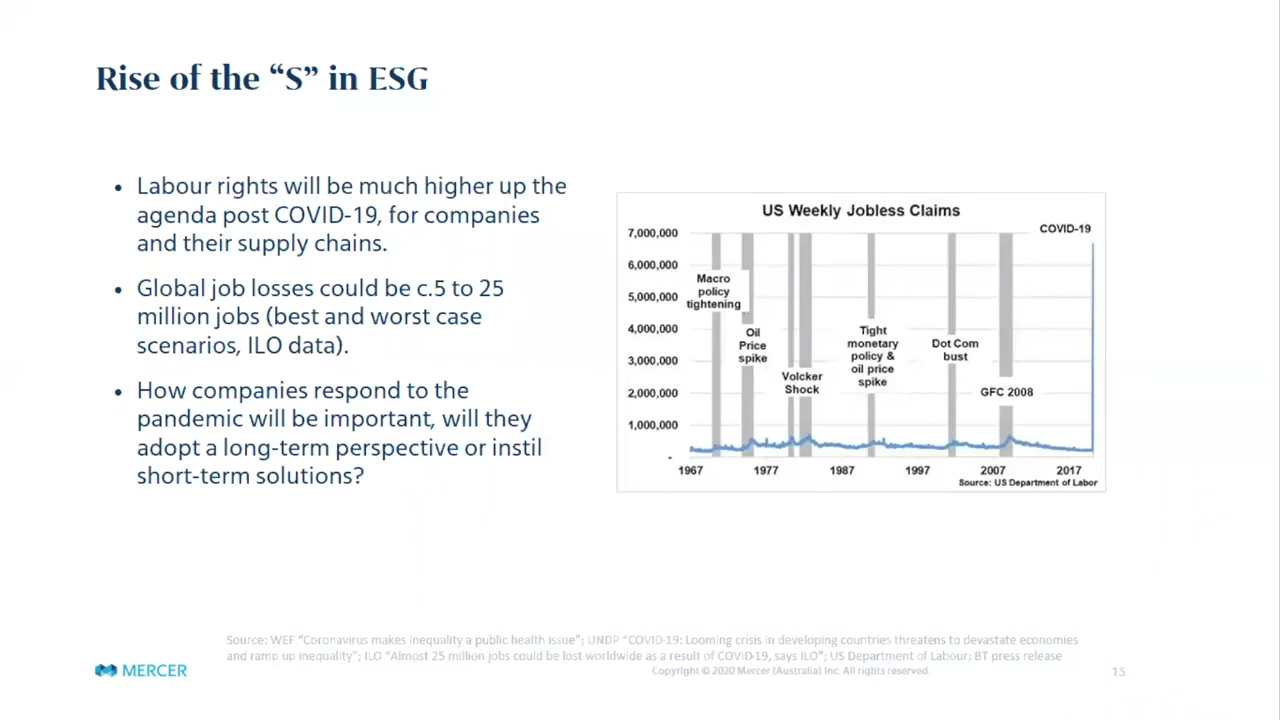 Rise of the “S” in ESG
• Labour rights will be much higher up the
agenda post COVID-19, for companies
and their supply chains.
• Global job losses could be c.5 to 25
million jobs (best and worst case
scenarios, ILO data).
• How companies respond to the
pandemic will be important, will they
adopt a long-term perspective or instil
short-term solutions?
US Weekly Jobless Claims
COVID-19
7,000,000
6,000,000
5,000,000
4,000,000
3,000,000
2,000,000
1,000,000
-
Macro
policy
tightening
Oil
Price
spike
Volcker
Shock
Tight
monetary
policy &
oil price
spike
Dot Com
bust
GFC 2008
1967 1977 1987 1997 2007 2017
Source: US Department of Labor
Source: WEF “Coronavirus makes inequality a public health issue”; UNDP “COVID-19: Looming crisis in developing countries threatens to devastate economies
and ramp up inequality”; ILO “Almost 25 million jobs could be lost worldwide as a result of COVID-19, says ILO”; US Department of Labour; BT press release
MERCER
Copyright © 2020 Mercer (Australia) Inc. All rights reserved.
15